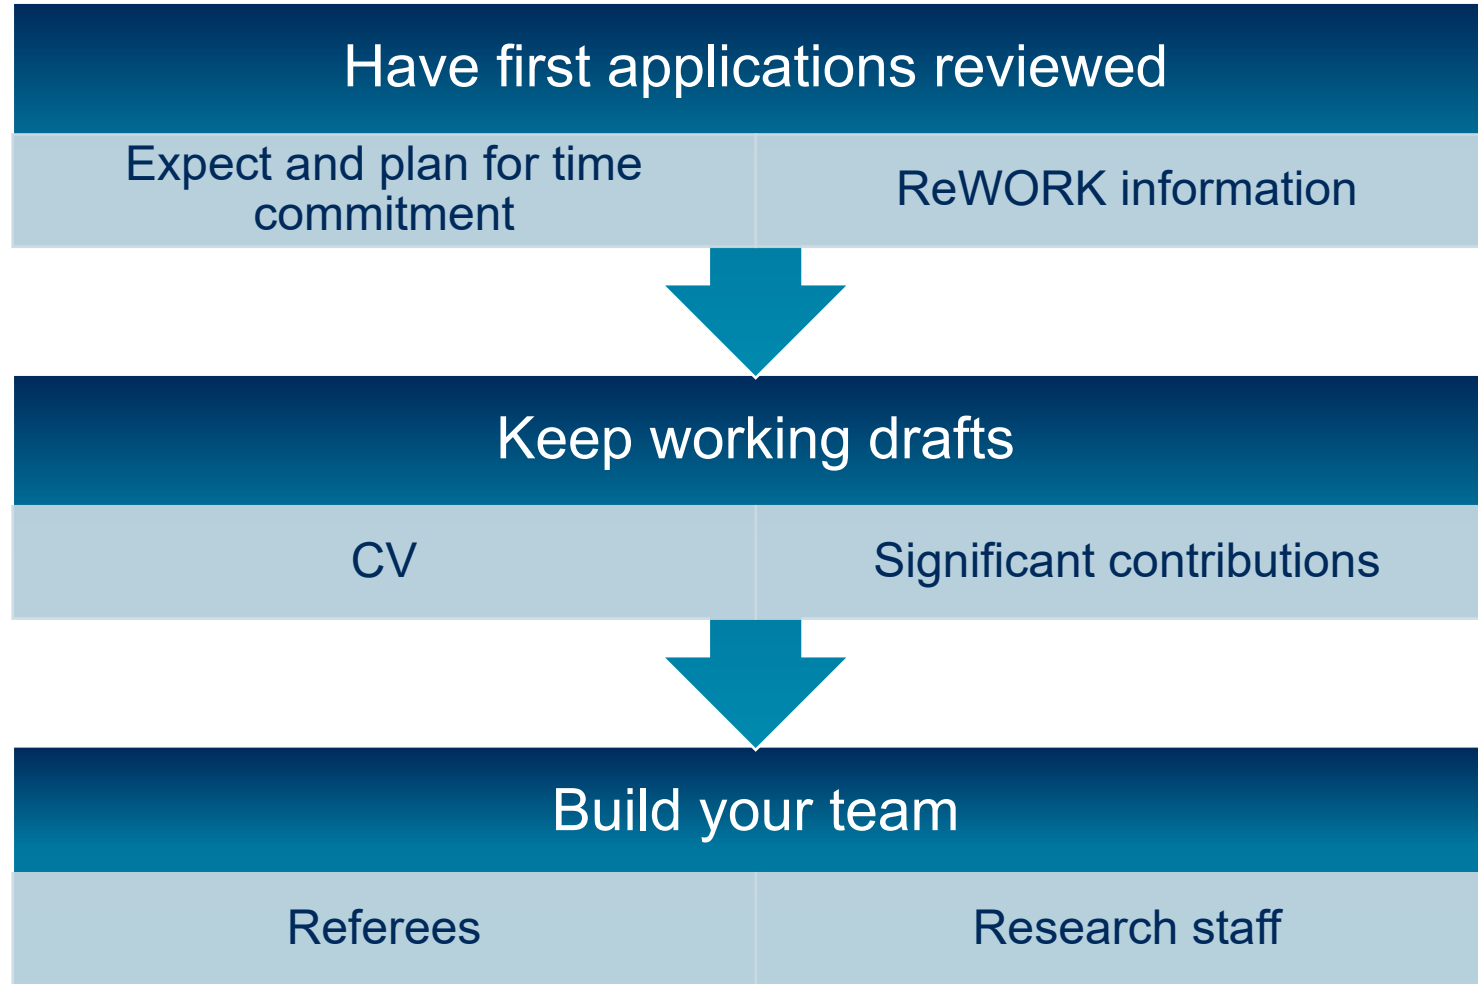 Have first applications reviewed
Expect and plan for time
commitment
ReWORK information
Keep working drafts
CV
Significant contributions
Build your team
Referees
Research staff